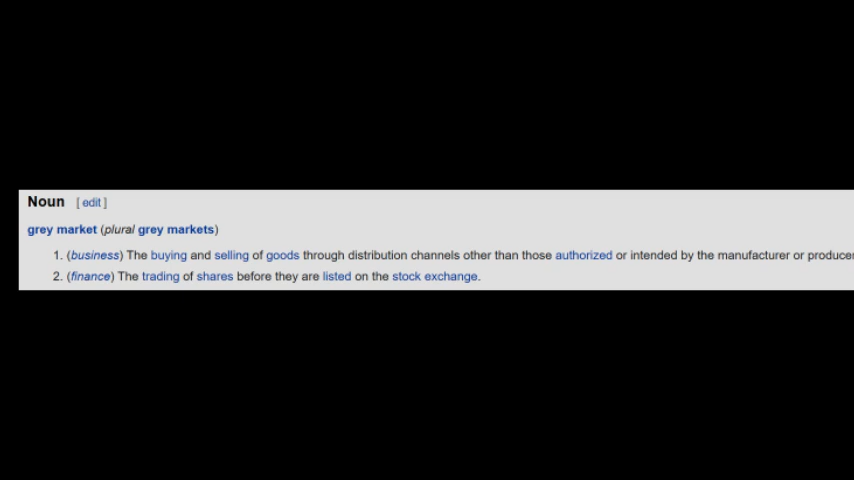 Noun [ edit ]
grey market (plural grey markets)
1. (business) The buying and selling of goods through distribution channels other than those authorized or intended by the manufacturer or produce
2. (finance) The trading of shares before they are listed on the stock exchange.